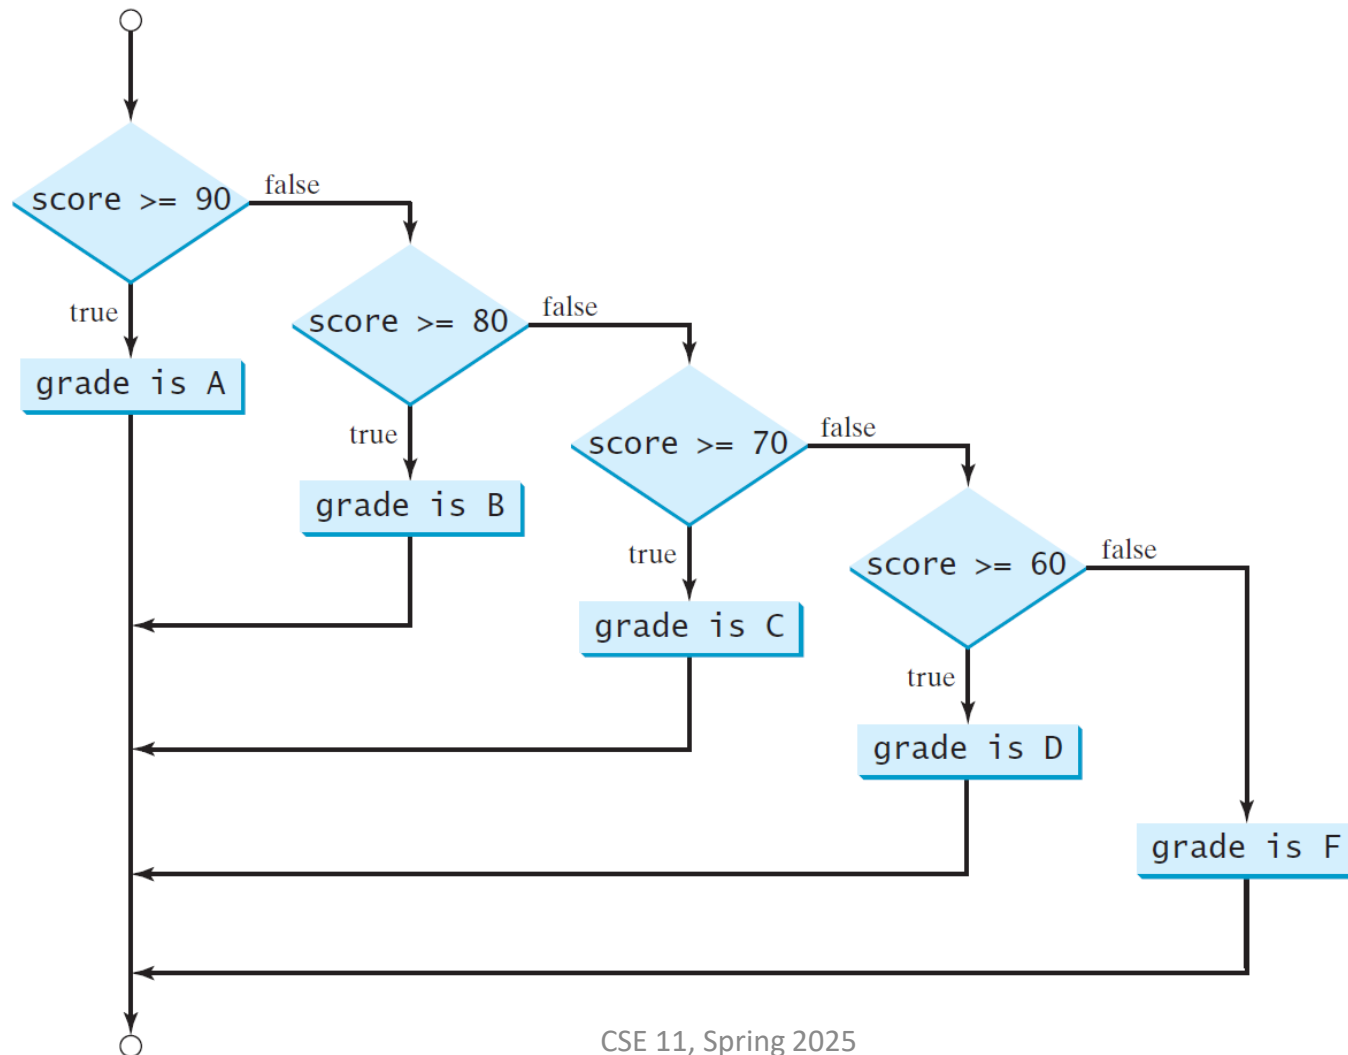 score >= 90
false
true
grade is A
score >= 80
false
true
grade is B
score >= 70
false
true
grade is C
score >= 60
false
true
grade is D
grade is F
CSE 11, Spring 2025